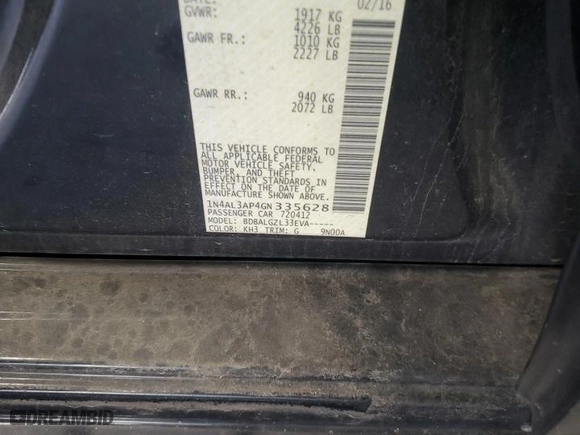 DATE: 02/16
GVWR: 1917 KG
4226 LB
GAWR FR.: 1010 KG
2227 LB
GAWR RR.: 940 KG
2072 LB
THIS VEHICLE CONFORMS TO
ALL APPLICABLE FEDERAL
MOTOR VEHICLE SAFETY,
BUMPER, AND THEFT
PREVENTION STANDARDS IN
EFFECT ON THE DATE OF
MANUFACTURE SHOWN ABOVE.
1N4AL3AP4GN335628
PASSENGER CAR 720412
MODEL: BDBALGZL33EVA-----
COLOR: KH3 TRIM: G 9N00A
DREAMBID